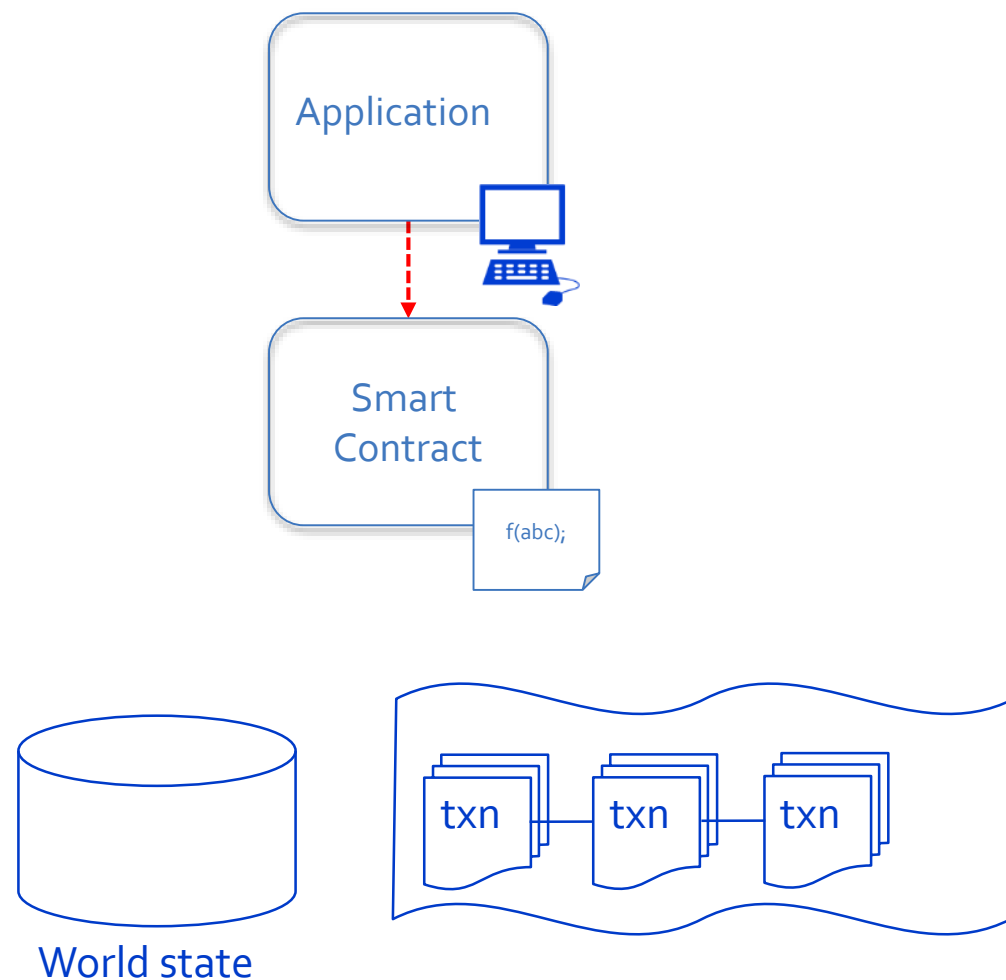 Application
Smart
Contract
f(abc);
txn
txn
txn
World state